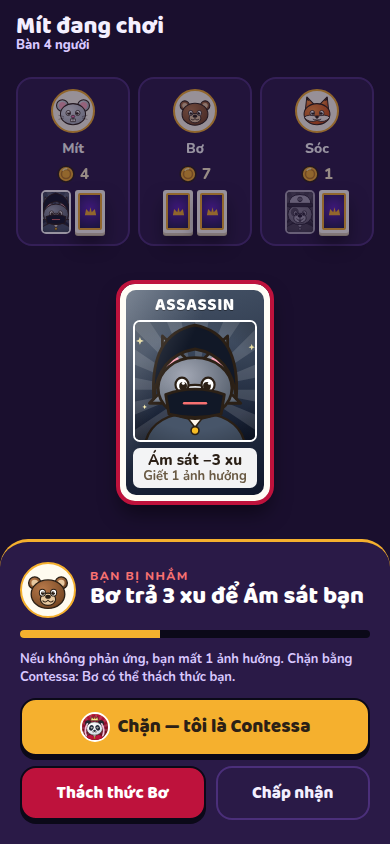 Mít đang chơi
Bàn 4 người
Mít
Bơ
Sóc
4
7
1
ASSASSIN
Ám sát −3 xu
Giết 1 ảnh hưởng
BẠN BỊ NHẮM
Bơ trả 3 xu để Ám sát bạn
Nếu không phản ứng, bạn mất 1 ảnh hưởng. Chặn bằng
Contessa: Bơ có thể thách thức bạn.
Chặn — tôi là Contessa
Thách thức Bơ
Chấp nhận